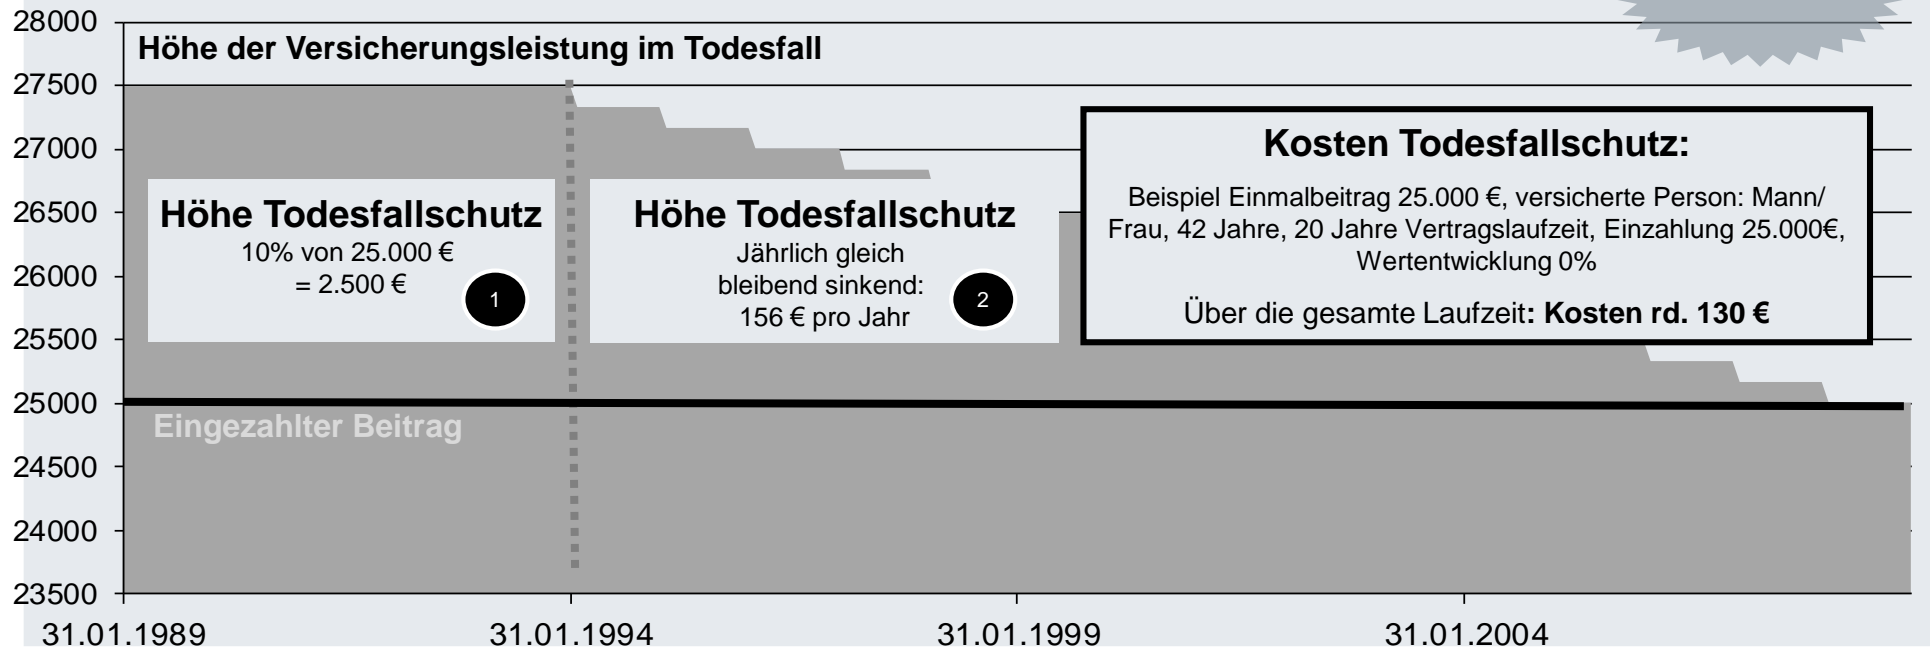 28000
27500
27000
26500
26000
25500
25000
24500
24000
23500
Höhe der Versicherungsleistung im Todesfall
Höhe Todesfallschutz
10% von 25.000 €
= 2.500 €
1
Höhe Todesfallschutz
Jährlich gleich
bleibend sinkend:
156 € pro Jahr
2
Kosten Todesfallschutz:
Beispiel Einmalbeitrag 25.000 €, versicherte Person: Mann/
Frau, 42 Jahre, 20 Jahre Vertragslaufzeit, Einzahlung 25.000€,
Wertentwicklung 0%
Über die gesamte Laufzeit: Kosten rd. 130 €
Eingezahlter Beitrag
31.01.1989
31.01.1994
31.01.1999
31.01.2004